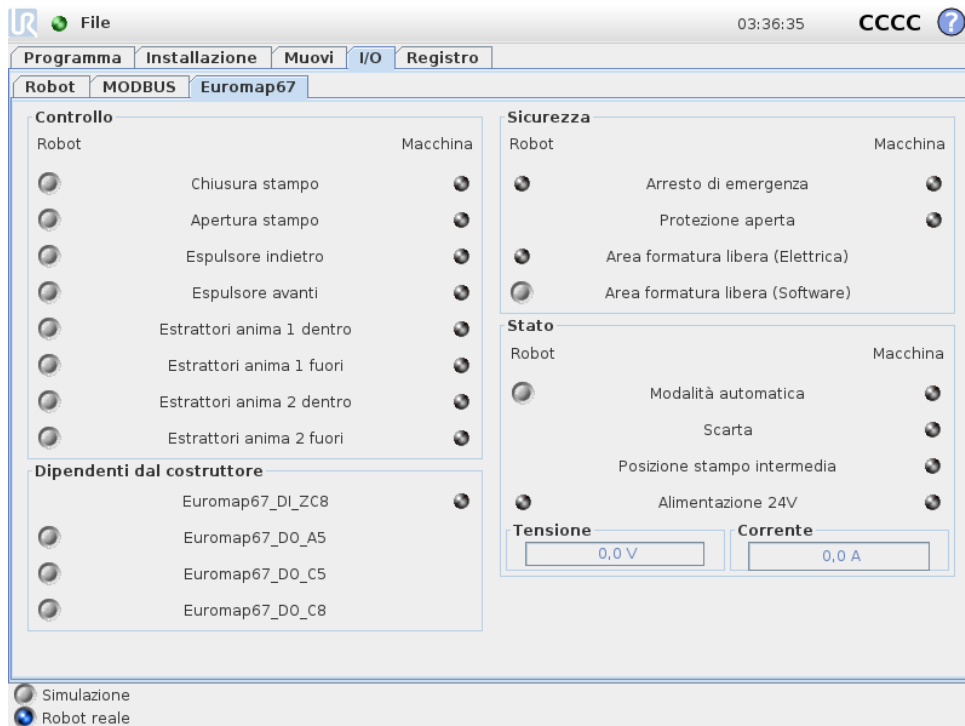 UR File 03:36:35 CCCC ?
Programma Installazione Muovi I/O Registro
Robot MODBUS Euromap67
Controllo
Robot Macchina
Chiusura stampo
Apertura stampo
Espulsore indietro
Espulsore avanti
Estrattori anima 1 dentro
Estrattori anima 1 fuori
Estrattori anima 2 dentro
Estrattori anima 2 fuori
Dipendenti dal costruttore
Euromap67_DI_ZC8
Euromap67_DO_A5
Euromap67_DO_C5
Euromap67_DO_C8
Sicurezza
Robot Macchina
Arresto di emergenza
Protezione aperta
Area formatura libera (Elettrica)
Area formatura libera (Software)
Stato
Robot Macchina
Modalità automatica
Scarta
Posizione stampo intermedia
Alimentazione 24V
Tensione Corrente
0,0 V 0,0 A
Simulazione
Robot reale